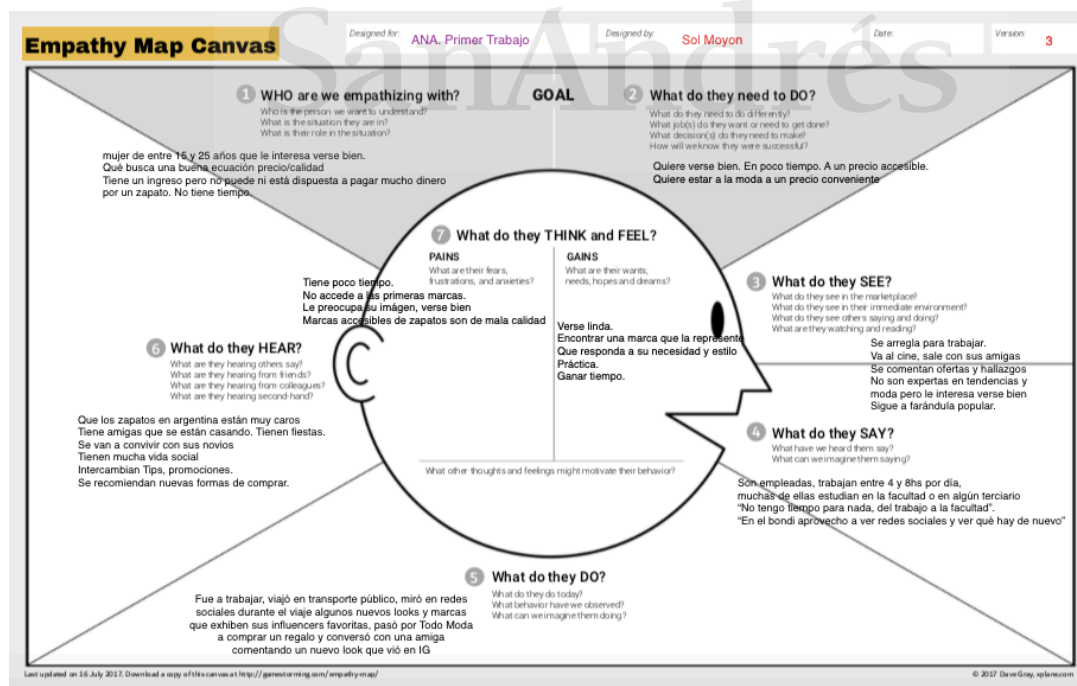 SanAndrés
Empathy Map Canvas
Designed for:
ANA. Primer Trabajo
Designed by:
Sol Moyon
Date:
Version:
3
1 WHO are we empathizing with?
Who is the person we want to understand?
What is the situation they are in?
What is their role in the situation?
mujer de entre 15 y 25 años que le interesa verse bien.
Qué busca una buena ecuación precio/calidad
Tiene un ingreso pero no puede ni está dispuesta a pagar mucho dinero
por un zapato. No tiene tiempo.
GOAL
2 What do they need to DO?
What do they need to do differently?
What job(s) do they want or need to get done?
What decision(s) do they need to make?
How will we know they were successful?
Quiere verse bien. En poco tiempo. A un precio accesible.
Quiere estar a la moda a un precio conveniente
7 What do they THINK and FEEL?
PAINS
What are their fears,
frustrations, and anxieties?
Tiene poco tiempo.
No accede a las primeras marcas.
Le preocupa su imágen, verse bien
Marcas accesibles de zapatos son de mala calidad
GAINS
What are their wants,
needs, hopes and dreams?
Verse linda.
Encontrar una marca que la represente
Que responda a su necesidad y estilo
Práctica.
Ganar tiempo.
What other thoughts and feelings might motivate their behavior?
3 What do they SEE?
What do they see in the marketplace?
What do they see in their immediate environment?
What do they see others saying and doing?
What are they watching and reading?
Se arregla para trabajar.
Va al cine, sale con sus amigas
Se comentan ofertas y hallazgos
No son expertas en tendencias y
moda pero le interesa verse bien
Sigue a farándula popular.
4 What do they SAY?
What have we heard them say?
What can we imagine them saying?
Son empleadas, trabajan entre 4 y 8hs por día,
muchas de ellas estudian en la facultad o en algún terciario
“No tengo tiempo para nada, del trabajo a la facultad”.
“En el bondi aprovecho a ver redes sociales y ver qué hay de nuevo”
5 What do they DO?
What do they do today?
What behavior have we observed?
What can we imagine them doing?
Fue a trabajar, viajó en transporte público, miró en redes
sociales durante el viaje algunos nuevos looks y marcas
que exhiben sus influencers favoritas, pasó por Todo Moda
a comprar un regalo y conversó con una amiga
comentando un nuevo look que vió en IG
6 What do they HEAR?
What are they hearing others say?
What are they hearing from friends?
What are they hearing from colleagues?
What are they hearing second-hand?
Que los zapatos en argentina están muy caros
Tiene amigas que se están casando. Tienen fiestas.
Se van a convivir con sus novios
Tienen mucha vida social
Intercambian Tips, promociones.
Se recomiendan nuevas formas de comprar.
Last updated on 16 July 2017. Download a copy of this canvas at http://gamestorming.com/empathy-map/
© 2017 Dave Gray, xplane.com